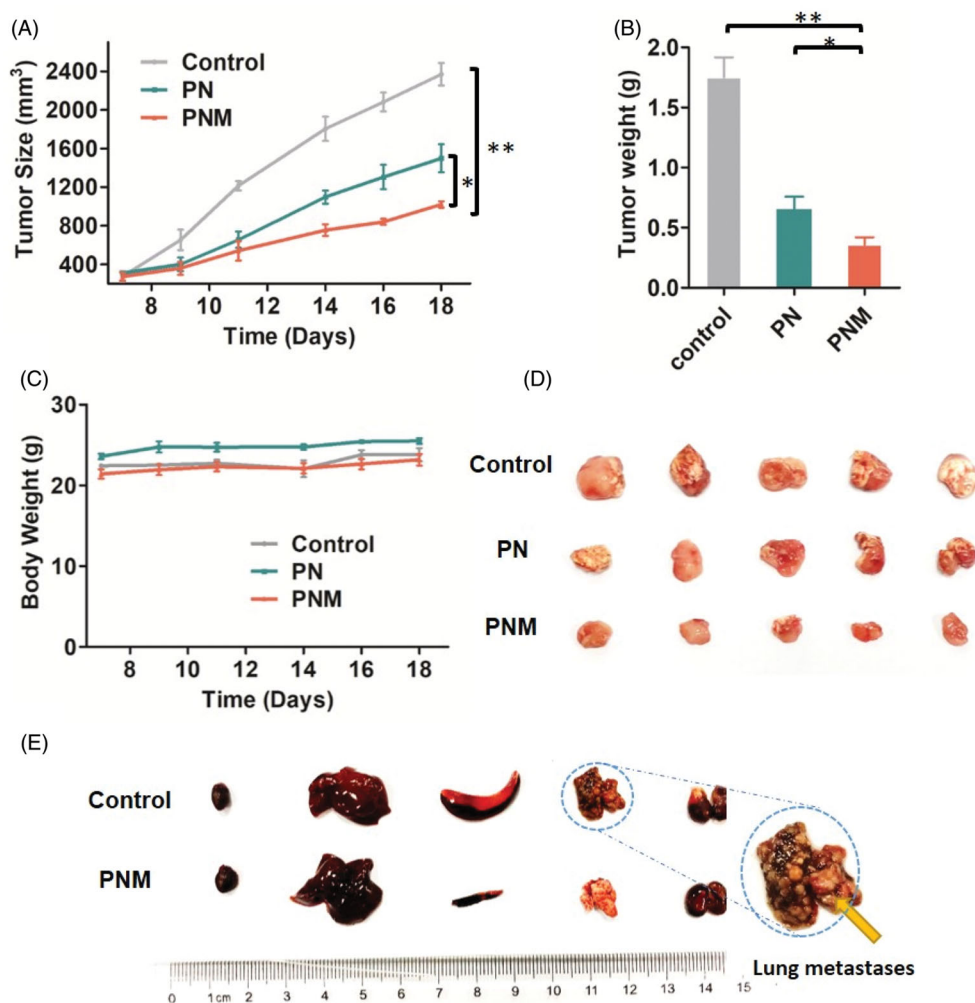 (A)
Tumor Size (mm³)
2400
2000
1600
1200
800
400
8 10 12 14 16 18
Time (Days)
Control
PN
PNM
*
**
(B)
Tumor weight (g)
2.0
1.5
1.0
0.5
0.0
control PN PNM
**
*
(C)
Body Weight (g)
30
20
10
0
8 10 12 14 16 18
Time (Days)
Control
PN
PNM
(D)
Control
PN
PNM
(E)
Control
PNM
Lung metastases
0 1cm 2 3 4 5 6 7 8 9 10 11 12 13 14 15